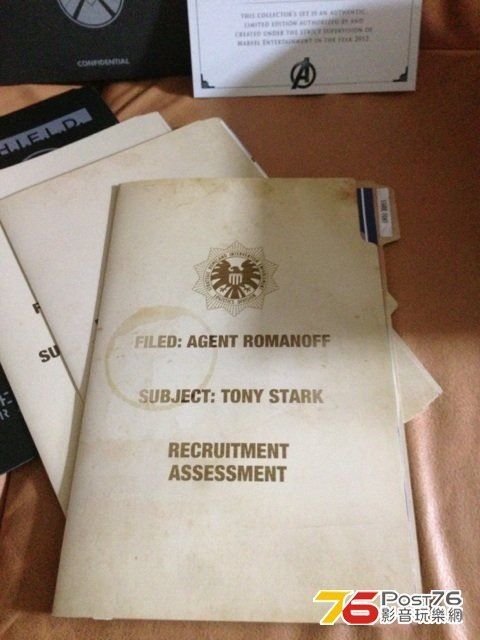 THIS COLLECTOR'S SET IS AN AUTHENTIC,
LIMITED EDITION AUTHORIZED BY AND
CREATED UNDER THE STRICT SUPERVISION OF
MARVEL ENTERTAINMENT IN THE YEAR 2012.
CONFIDENTIAL
H.I.E.L.D.
SU
FILED: AGENT ROMANOFF
SUBJECT: TONY STARK
RECRUITMENT
ASSESSMENT
76 Post76
影音玩樂網